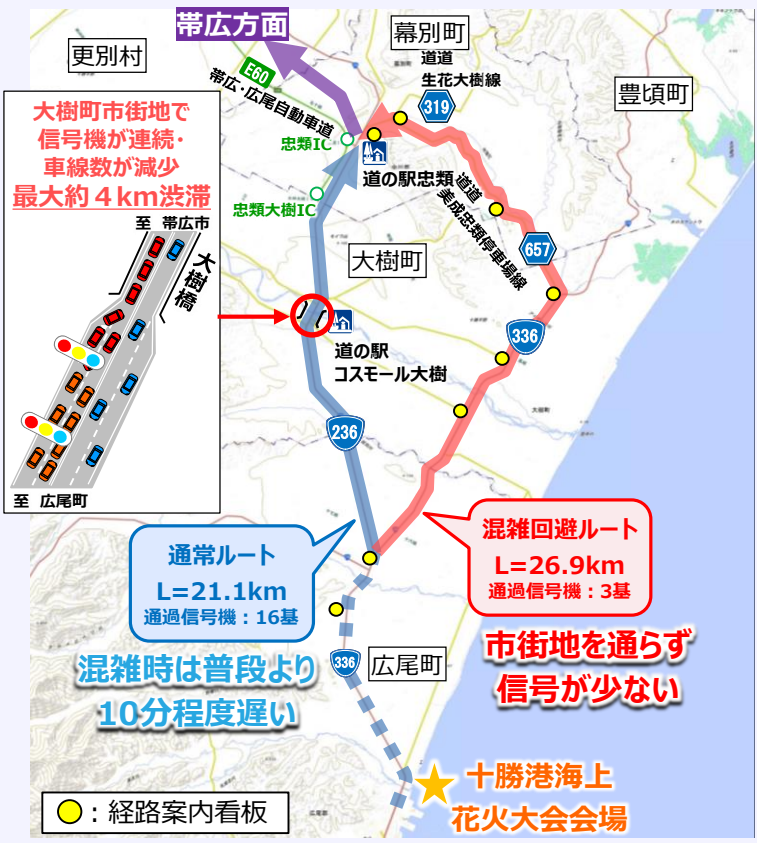 帯広方面
幕別町
更別村
道道
生花大樹線
E60
帯広・広尾自動車道
319
豊頃町
大樹町市街地で
信号機が連続・
車線数が減少
最大約4km渋滞
忠類IC
道の駅忠類
道道
美成忠類停車場線
忠類大樹IC
至 帯広市
大樹橋
大樹町
657
336
道の駅
コスモール大樹
大樹町
236
至 広尾町
通常ルート
L=21.1km
通過信号機：16基
混雑回避ルート
L=26.9km
通過信号機：3基
混雑時は普段より
10分程度遅い
市街地を通らず
信号が少ない
336
広尾町
十勝港海上
花火大会会場
：経路案内看板
広尾郡